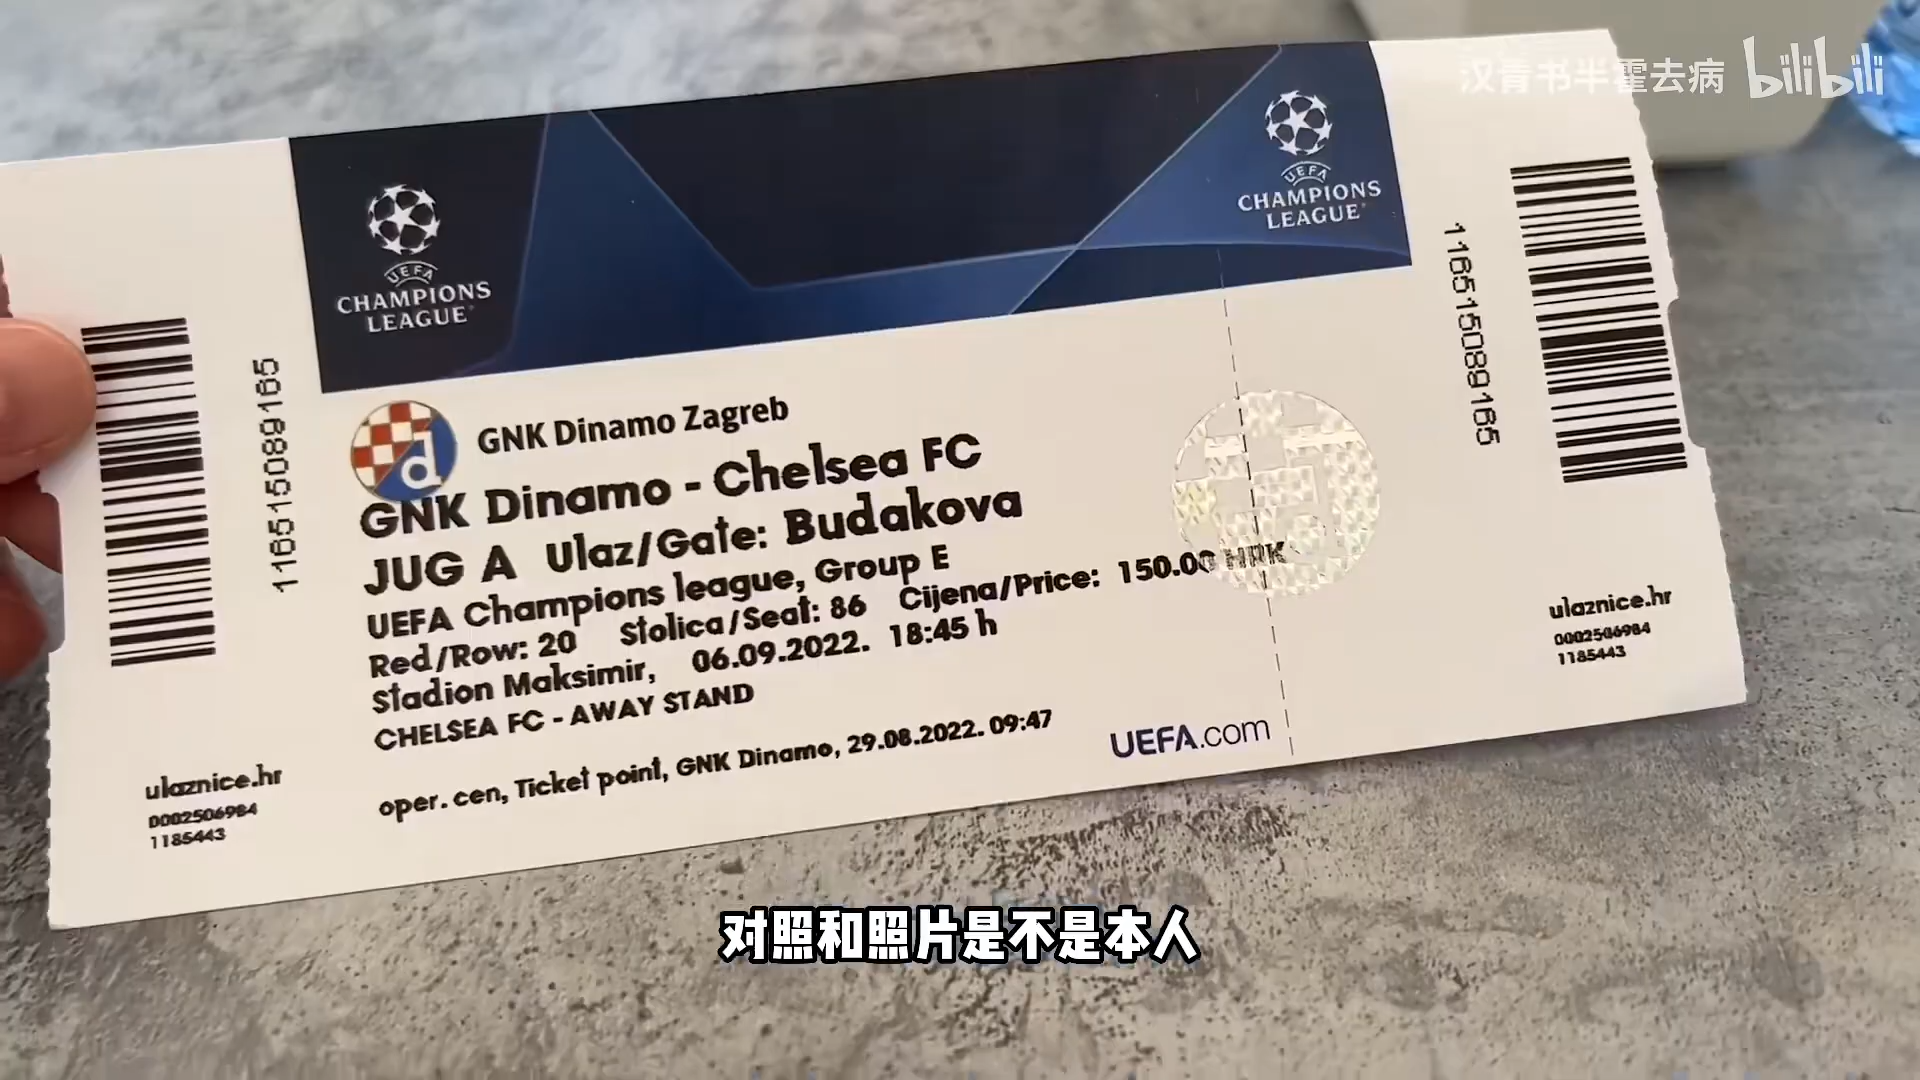 汉青书半霍去病 bilibili
UEFA
CHAMPIONS
LEAGUE
UEFA
CHAMPIONS
LEAGUE
116515089165
116515089165
GNK Dinamo Zagreb
d
GNK Dinamo - Chelsea FC
JUG A Ulaz/Gate: Budakova
UEFA Champions league, Group E
Red/Row: 20 Stolica/Seat: 86 Cijena/Price: 150.00 HRK
Stadion Maksimir, 06.09.2022. 18:45 h
CHELSEA FC - AWAY STAND
oper. cen, Ticket point, GNK Dinamo, 29.08.2022. 09:47
UEFA.com
ulaznice.hr
0002506984
1185443
ulaznice.hr
0002506984
1185443
对照和照片是不是本人